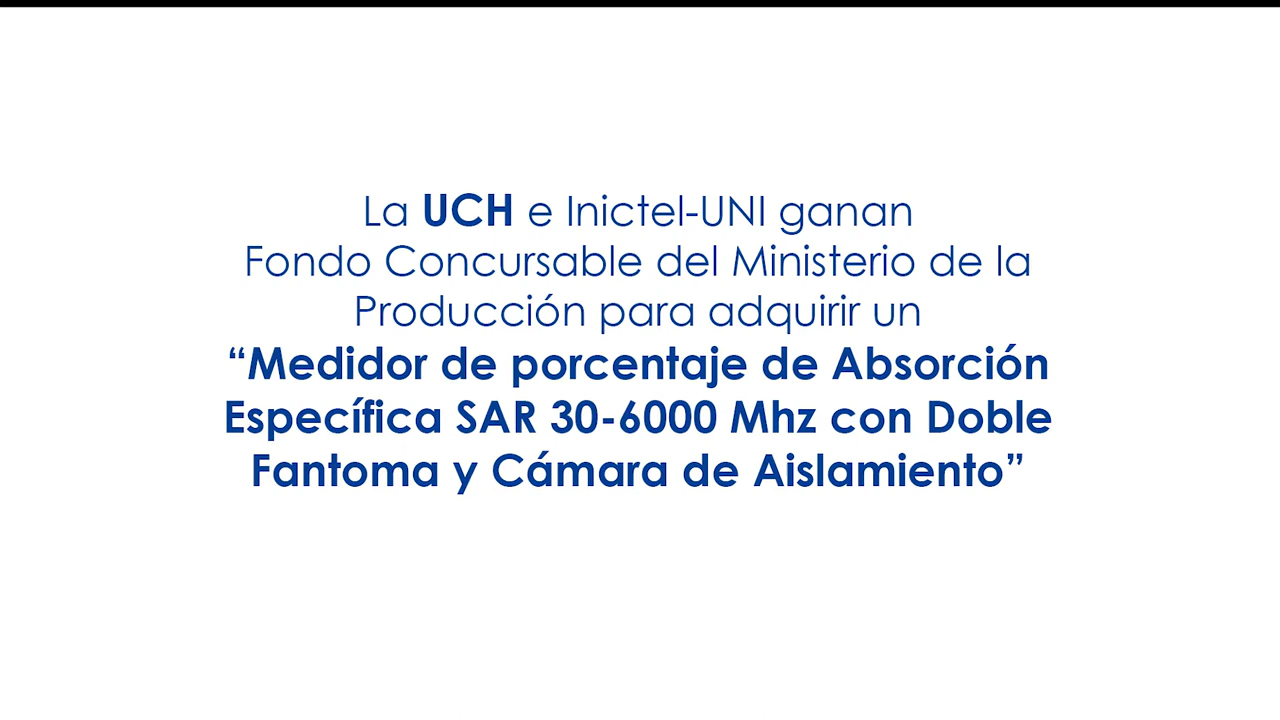 La UCH e Inictel-UNI ganan
Fondo Concursable del Ministerio de la
Producción para adquirir un
“Medidor de porcentaje de Absorción
Específica SAR 30-6000 Mhz con Doble
Fantoma y Cámara de Aislamiento”